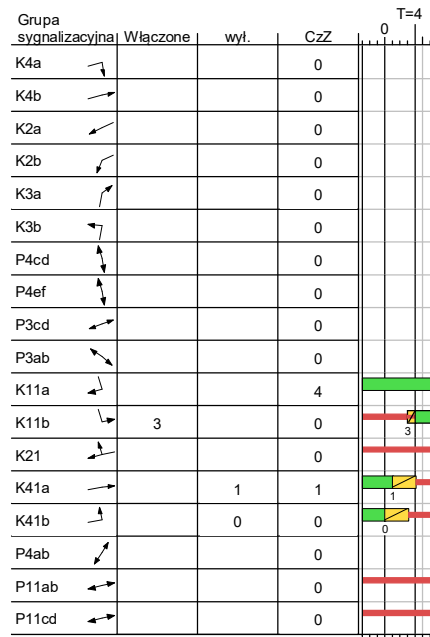 Grupa
sygnalizacyjna Włączone wył. CzZ 0 T=4
K4a 0
K4b 0
K2a 0
K2b 0
K3a 0
K3b 0
P4cd 0
P4ef 0
P3cd 0
P3ab 0
K11a 4
K11b 3 0 3
K21 0
K41a 1 1 1
K41b 0 0 0
P4ab 0
P11ab 0
P11cd 0